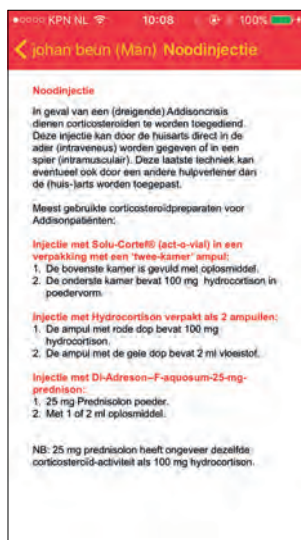 KPN NL 10:08 100%
johan beun (Man) Noodinjectie
Noodinjectie
In geval van een (dreigende) Addisoncrisis
dienen corticosteroïden te worden toegediend.
Deze injectie kan door de huisarts direct in de
ader (intraveneus) worden gegeven of in een
spier (intramusculair). Deze laatste techniek kan
eventueel ook door een andere hulpverlener dan
de (huis-)arts worden toegepast.
Meest gebruikte corticosteroïdpreparaten voor
Addisonpatiënten:
Injectie met Solu-Cortef® (act-o-vial) in een
verpakking met een 'twee-kamer' ampul:
1. De bovenste kamer is gevuld met oplosmiddel.
2. De onderste kamer bevat 100 mg hydrocortison in
poedervorm.
Injectie met Hydrocortison verpakt als 2 ampullen:
1. De ampul met rode dop bevat 100 mg
hydrocortison.
2. De ampul met de gele dop bevat 2 ml vloeistof.
Injectie met Di-Adreson–F-aquosum-25-mg-
prednison:
1. 25 mg Prednisolon poeder.
2. Met 1 of 2 ml oplosmiddel.
NB: 25 mg prednisolon heeft ongeveer dezelfde
corticosteroïd-activiteit als 100 mg hydrocortison.